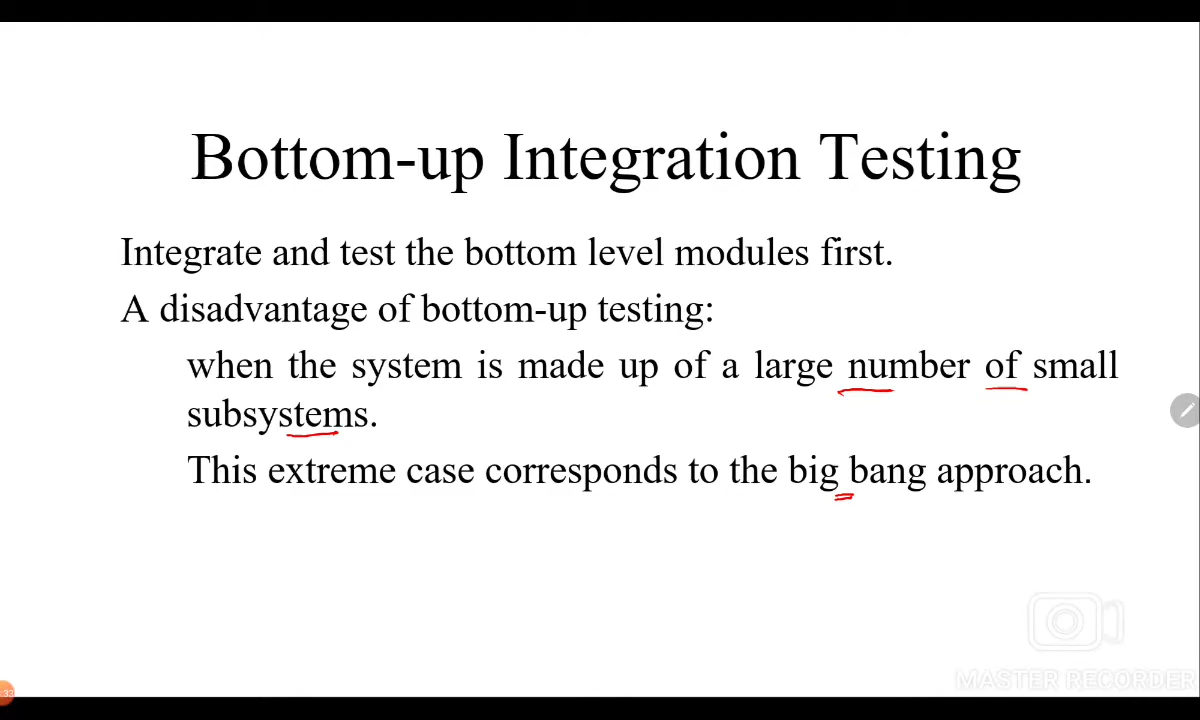 Bottom-up Integration Testing
Integrate and test the bottom level modules first.
A disadvantage of bottom-up testing:
when the system is made up of a large number of small
subsystems.
This extreme case corresponds to the big bang approach.
MASTER RECORDER
:33